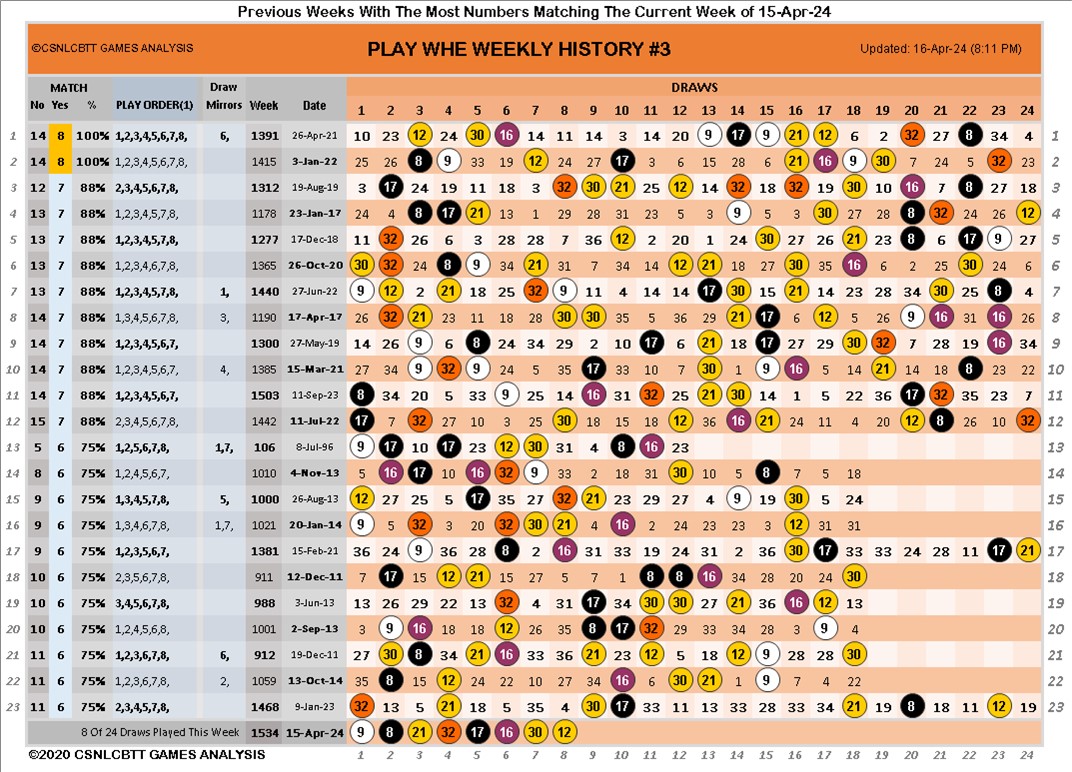 Previous Weeks With The Most Numbers Matching The Current Week of 15-Apr-24
©CSNLCBTT GAMES ANALYSIS PLAY WHE WEEKLY HISTORY #3 Updated: 16-Apr-24 (8:11 PM)
MATCH Draw DRAWS
No Yes % PLAY ORDER(1) Mirrors Week Date 1 2 3 4 5 6 7 8 9 10 11 12 13 14 15 16 17 18 19 20 21 22 23 24
1 14 8 100% 1,2,3,4,5,6,7,8, 6, 1391 26-Apr-21 10 23 12 24 30 16 14 11 14 3 14 20 9 17 9 21 12 6 2 32 27 8 34 4 1
2 14 8 100% 1,2,3,4,5,6,7,8, 1415 3-Jan-22 25 26 8 9 33 19 12 24 27 17 3 6 15 28 6 21 16 9 30 7 24 5 32 23 2
3 12 7 88% 2,3,4,5,6,7,8, 1312 19-Aug-19 2 17 24 19 11 18 3 32 30 21 25 12 14 32 18 32 19 30 10 16 7 8 27 18 3
4 13 7 88% 1,2,3,4,5,7,8, 1178 23-Jan-17 24 4 8 17 21 13 1 29 28 31 23 5 3 9 5 3 30 27 28 8 32 24 26 12 4
5 13 7 88% 1,2,3,4,5,7,8, 1277 17-Dec-18 11 32 26 6 3 28 28 7 36 12 2 20 1 24 30 27 26 21 23 8 6 17 9 27 5
6 13 7 88% 1,2,3,4,6,7,8, 1365 26-Oct-20 30 32 24 8 9 34 21 31 7 34 14 12 21 18 27 30 35 16 6 2 25 30 24 6 6
7 13 7 88% 1,2,3,4,5,7,8, 1, 1440 27-Jun-22 9 12 2 21 18 25 32 9 11 4 14 14 17 30 15 21 14 23 28 34 30 25 8 4 7
8 14 7 88% 1,3,4,5,6,7,8, 3, 1190 17-Apr-17 26 32 21 23 11 18 28 30 30 35 5 36 29 21 17 6 12 5 26 9 16 31 16 26 8
9 14 7 88% 1,2,3,4,5,6,7, 1300 27-May-19 14 26 9 6 8 24 34 29 2 10 17 3 21 18 17 27 29 30 32 7 28 19 16 34 9
10 14 7 88% 1,2,3,4,5,6,7, 4, 1385 15-Mar-21 27 34 9 32 9 24 5 35 17 33 10 7 30 1 9 16 5 14 21 14 18 8 23 22 10
11 14 7 88% 1,2,3,4,5,6,7, 1503 11-Sep-23 8 34 20 5 33 9 25 14 16 31 32 25 21 30 14 1 5 22 36 17 32 35 23 7 11
12 15 7 88% 2,3,4,5,6,7,8, 1442 11-Jul-22 17 7 32 27 10 3 25 30 18 15 18 12 36 16 21 24 11 4 20 12 8 26 10 32 12
13 5 6 75% 1,2,5,6,7,8, 1,7, 106 8-Jul-96 9 17 10 17 23 12 30 31 4 8 16 23 13
14 8 6 75% 1,2,4,5,6,7, 1010 4-Nov-13 5 16 17 10 16 32 9 33 2 18 31 30 10 5 8 7 5 18 14
15 9 6 75% 1,3,4,5,7,8, 5, 1000 26-Aug-13 12 27 25 5 17 35 27 32 21 23 29 27 4 9 19 30 5 24 15
16 9 6 75% 1,3,4,6,7,8, 1,7, 1021 20-Jan-14 9 5 32 3 20 32 30 21 4 16 2 24 23 23 3 12 31 31 16
17 9 6 75% 1,2,3,5,6,7, 1381 15-Feb-21 36 24 9 36 28 8 2 16 31 33 19 24 31 2 36 30 17 33 33 24 28 11 17 21 17
18 10 6 75% 2,3,5,6,7,8, 911 12-Dec-11 7 17 15 12 21 15 27 5 7 1 8 8 16 34 28 20 24 30 18
19 10 6 75% 3,4,5,6,7,8, 988 3-Jun-13 13 26 29 22 13 32 4 31 17 34 30 30 27 21 36 16 12 13 19
20 10 6 75% 1,2,4,5,6,8, 1001 2-Sep-13 3 9 16 18 18 12 26 35 8 17 32 29 33 34 28 3 9 4 20
21 11 6 75% 1,2,3,6,7,8, 6, 912 19-Dec-11 27 30 8 34 21 16 33 36 21 23 12 5 18 12 9 28 28 30 21
22 11 6 75% 1,2,3,6,7,8, 2, 1059 13-Oct-14 35 8 15 12 24 22 10 27 34 16 6 30 21 1 9 7 4 22 22
23 11 6 75% 2,3,4,5,7,8, 1468 9-Jan-23 32 13 5 21 18 5 35 4 30 17 33 11 13 33 28 33 34 21 19 8 13 11 12 19 23
8 Of 24 Draws Played This Week 1534 15-Apr-24 9 8 21 32 17 16 30 12
©2020 CSNLCBTT GAMES ANALYSIS 1 2 3 4 5 6 7 8 9 10 11 12 13 14 15 16 17 18 19 20 21 22 23 24